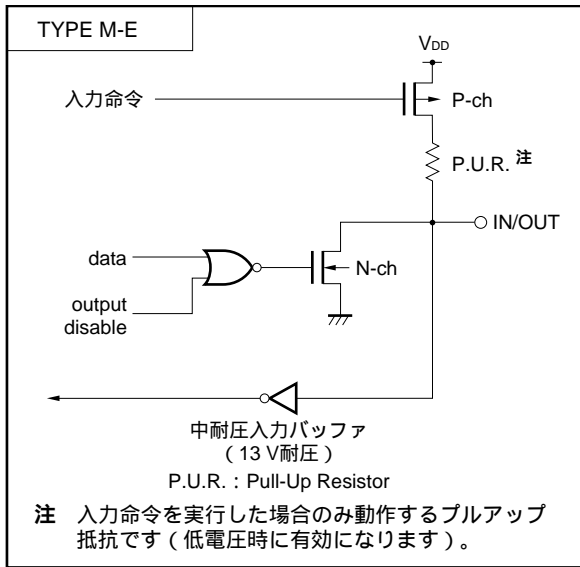 TYPE M-E
VDD
入力命令
P-ch
P.U.R. 注
IN/OUT
data
N-ch
output
disable
中耐圧入力バッファ
（13 V耐圧）
P.U.R.：Pull-Up Resistor
注 入力命令を実行した場合のみ動作するプルアップ
抵抗です（低電圧時に有効になります）。